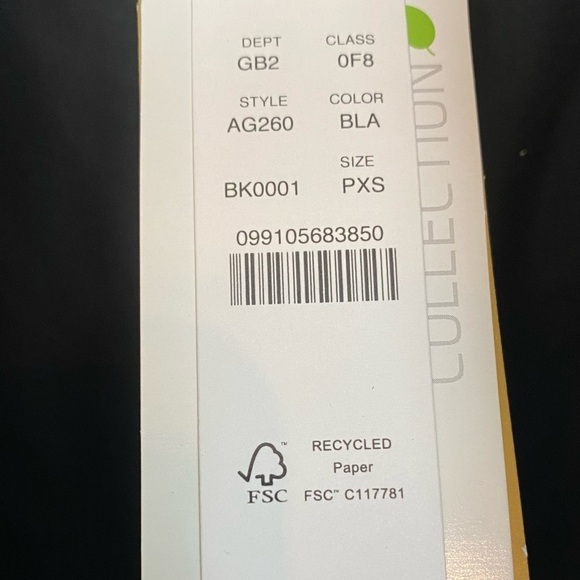 DEPT CLASS
GB2 0F8
STYLE COLOR
AG260 BLA
SIZE
BK0001 PXS
099105683850
RECYCLED
Paper
FSC FSC™ C117781
COLLECTION